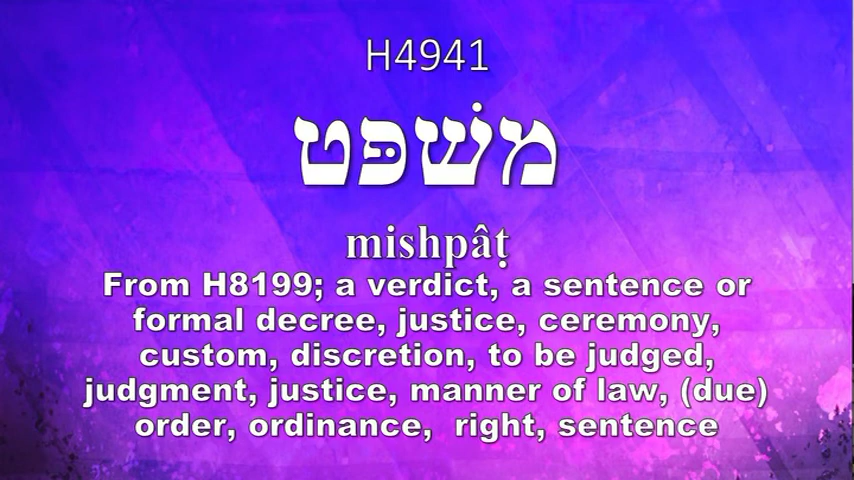 H4941
משׁפּט
mishpâṭ
From H8199; a verdict, a sentence or
formal decree, justice, ceremony,
custom, discretion, to be judged,
judgment, justice, manner of law, (due)
order, ordinance,  right, sentence